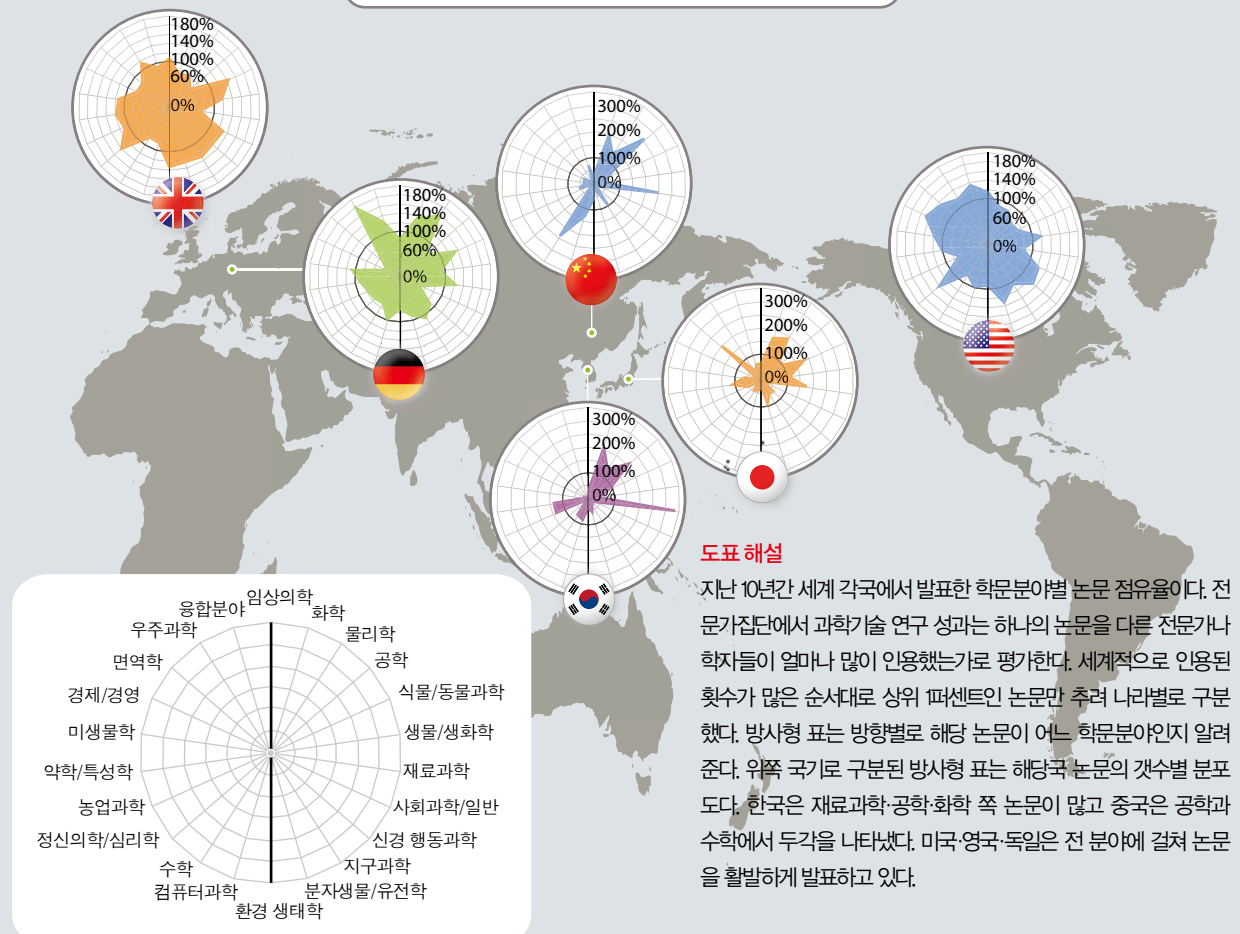 180%
140%
100%
60%
0%
300%
200%
100%
0%
180%
140%
100%
60%
0%
180%
140%
100%
60%
0%
300%
200%
100%
0%
300%
200%
100%
0%
도표 해설
지난 10년간 세계 각국에서 발표한 학문분야별 논문 점유율이다. 전
문가집단에서 과학기술 연구 성과는 하나의 논문을 다른 전문가나
학자들이 얼마나 많이 인용했는가로 평가한다. 세계적으로 인용된
횟수가 많은 순서대로 상위 1퍼센트인 논문만 추려 나라별로 구분
했다. 방사형 표는 방향별로 해당 논문이 어느 학문분야인지 알려
준다. 위쪽 국기로 구분된 방사형 표는 해당국 논문의 갯수별 분포
도다. 한국은 재료과학·공학·화학 쪽 논문이 많고 중국은 공학과
수학에서 두각을 나타냈다. 미국·영국·독일은 전 분야에 걸쳐 논문
을 활발하게 발표하고 있다.
임상의학
화학
물리학
공학
식물/동물과학
생물/생화학
재료과학
사회과학/일반
신경 행동과학
지구과학
분자생물/유전학
환경 생태학
컴퓨터과학
수학
정신의학/심리학
농업과학
약학/특성학
미생물학
경제/경영
면역학
우주과학
융합분야